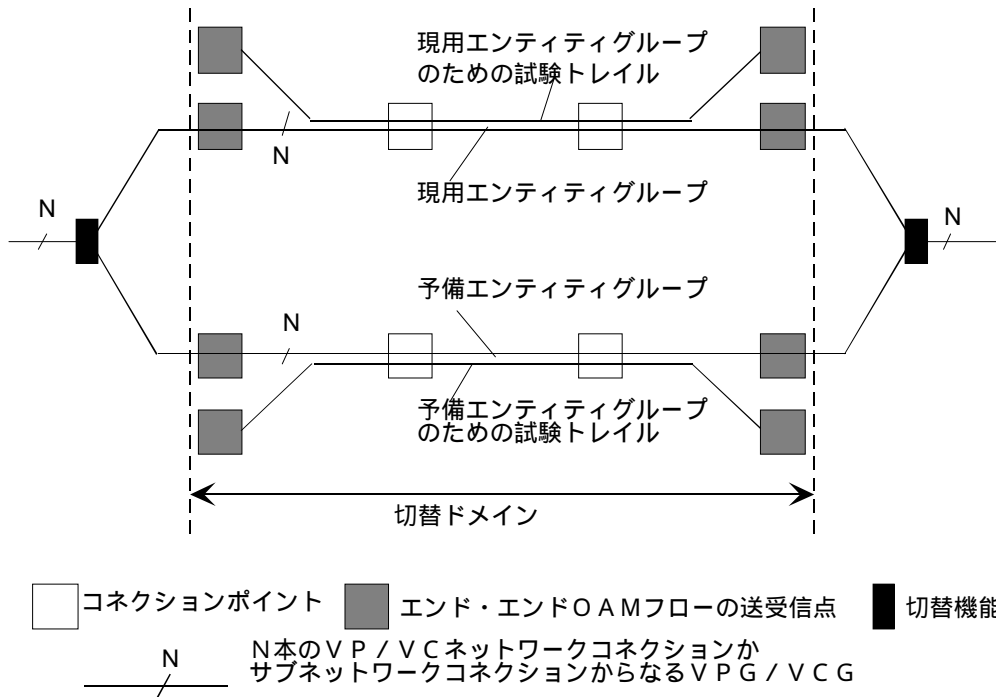 現用エンティティグループ
のための試験トレイル
N
現用エンティティグループ
N
N
予備エンティティグループ
N
予備エンティティグループ
のための試験トレイル
切替ドメイン
コネクションポイント
エンド・エンドＯＡＭフローの送受信点
切替機能
N
Ｎ本のＶＰ／ＶＣネットワークコネクションか
サブネットワークコネクションからなるＶＰＧ／ＶＣＧ